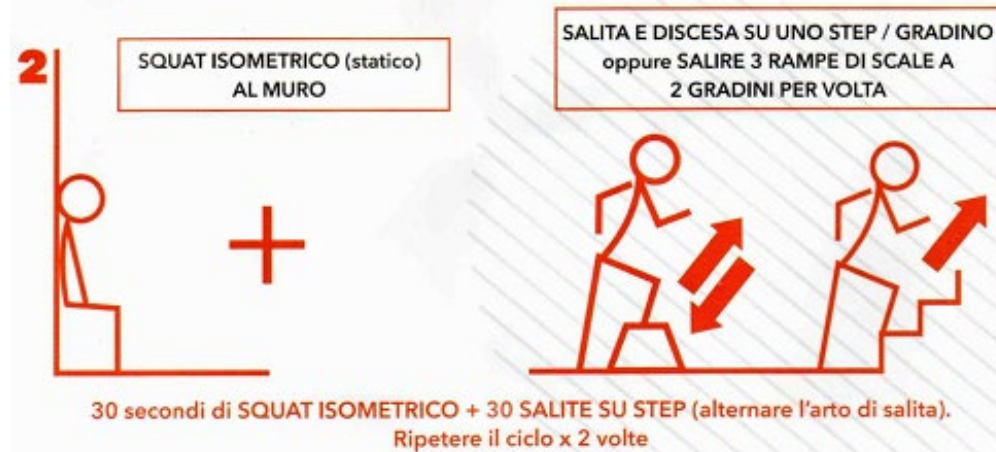 2
SQUAT ISOMETRICO (statico)
AL MURO
SALITA E DISCESA SU UNO STEP / GRADINO
oppure SALIRE 3 RAMPE DI SCALE A
2 GRADINI PER VOLTA
30 secondi di SQUAT ISOMETRICO + 30 SALITE SU STEP (alternare l'arto di salita).
Ripetere il ciclo x 2 volte